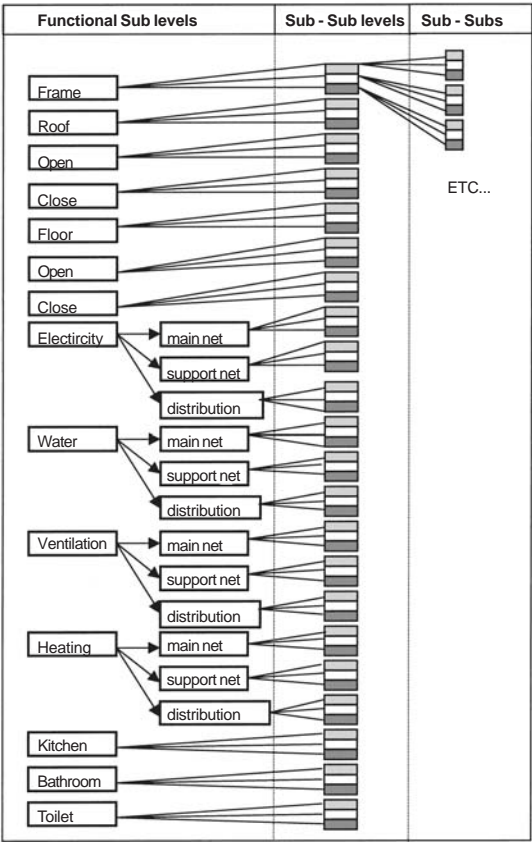 Functional Sub levels Sub - Sub levels Sub - Subs
Frame
Roof
Open
Close
ETC...
Floor
Open
Close
Electircity main net
support net
distribution
Water main net
support net
distribution
Ventilation main net
support net
distribution
Heating main net
support net
distribution
Kitchen
Bathroom
Toilet